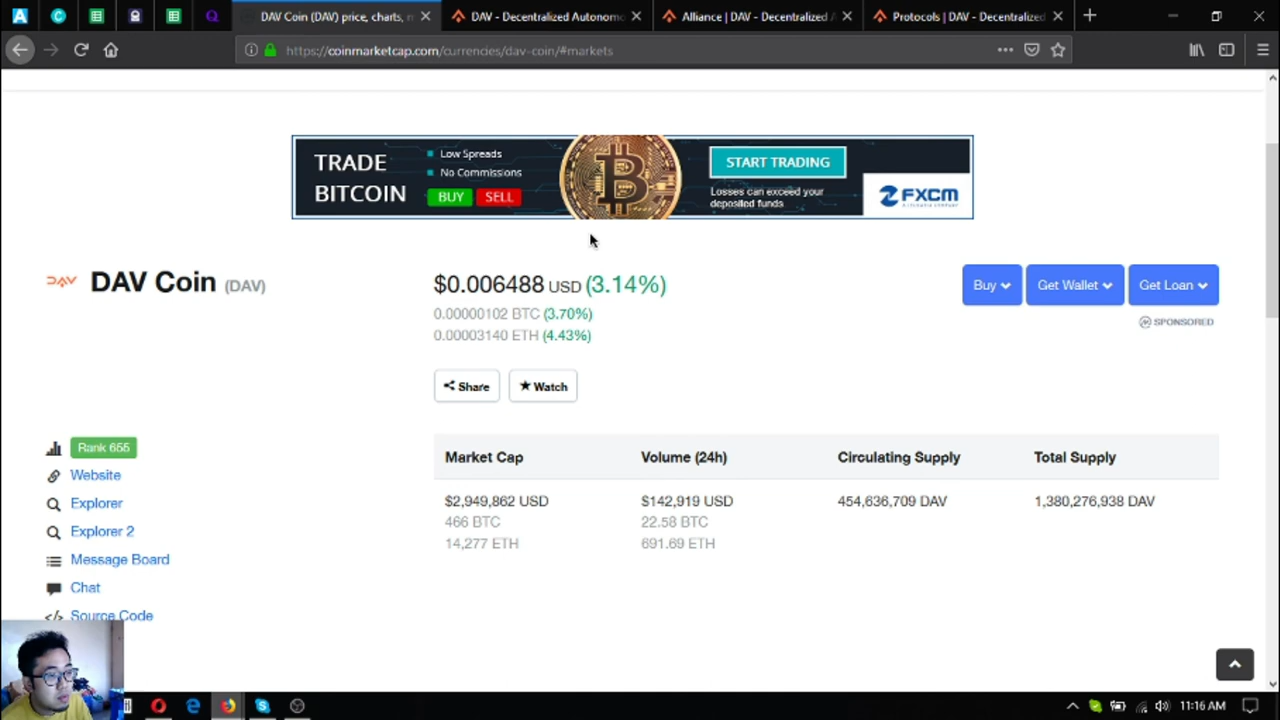 DAV Coin (DAV) price, charts, m
DAV - Decentralized Autonomo
Alliance | DAV - Decentralized A
Protocols | DAV - Decentralized
https://coinmarketcap.com/currencies/dav-coin/#markets
TRADE
BITCOIN
Low Spreads
No Commissions
BUY SELL
START TRADING
Losses can exceed your
deposited funds
FXCM
DAV DAV Coin (DAV)
$0.006488 USD (3.14%)
0.00000102 BTC (3.70%)
0.00003140 ETH (4.43%)
Buy Get Wallet Get Loan
SPONSORED
Share Watch
Rank 655
Website
Explorer
Explorer 2
Message Board
Chat
Source Code
Market Cap Volume (24h) Circulating Supply Total Supply
$2,949,862 USD $142,919 USD 454,636,709 DAV 1,380,276,938 DAV
466 BTC 22.58 BTC
14,277 ETH 691.69 ETH
11:16 AM